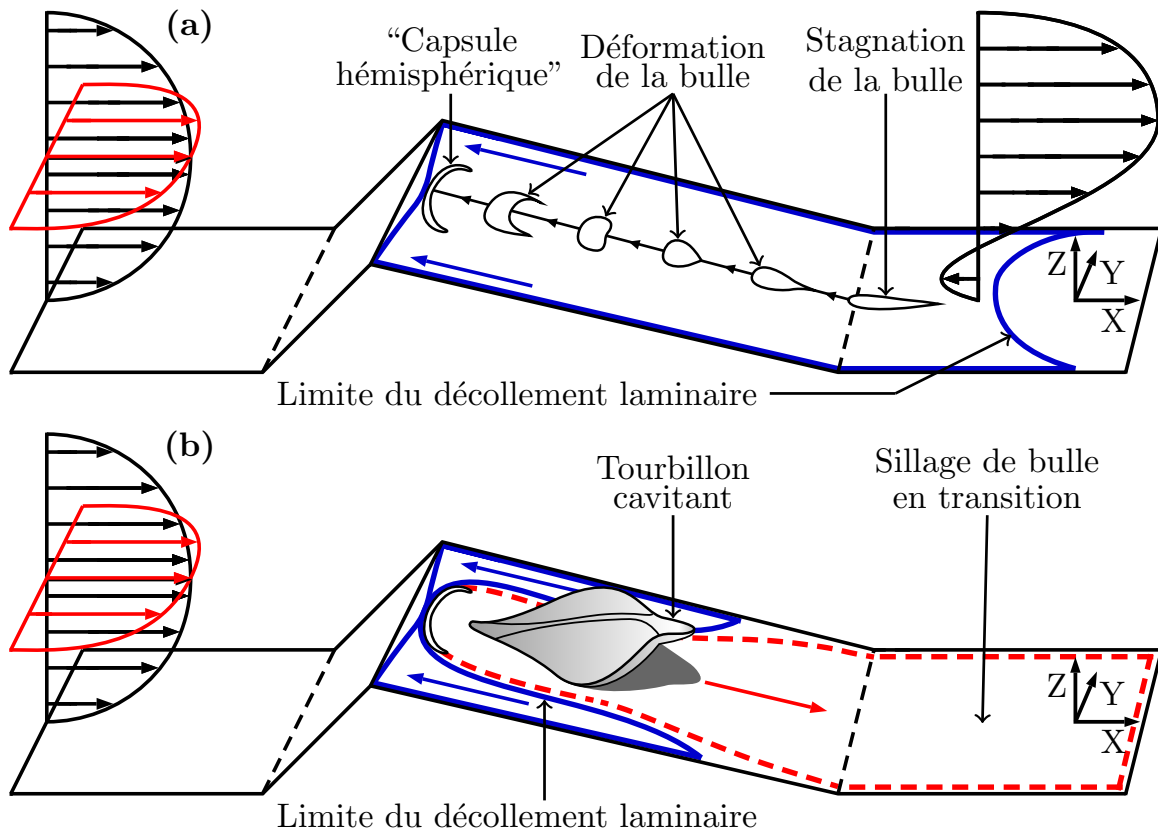 (a)
“Capsule
hémisphérique”
Déformation
de la bulle
Stagnation
de la bulle
Z
Y
X
Limite du décollement laminaire
(b)
Tourbillon
cavitant
Sillage de bulle
en transition
Z
Y
X
Limite du décollement laminaire